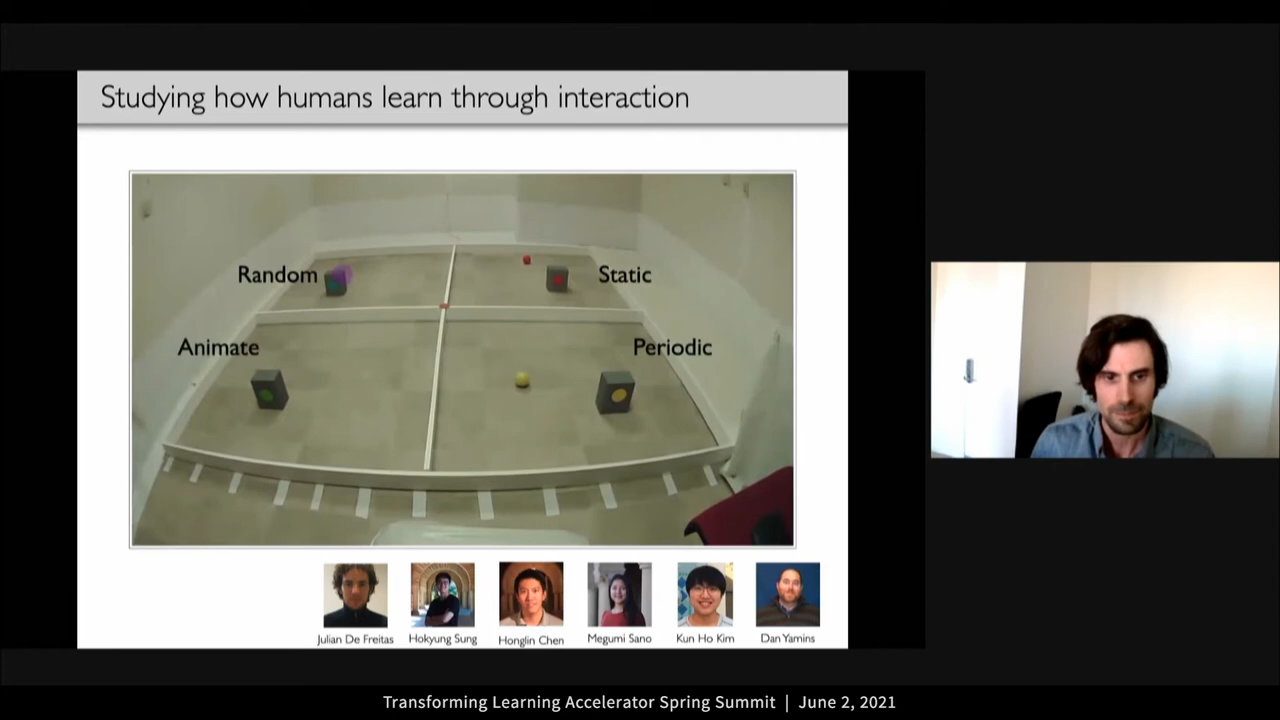 Studying how humans learn through interaction
Random
Static
Animate
Periodic
Julian De Freitas
Hokyung Sung
Honglin Chen
Megumi Sano
Kun Ho Kim
Dan Yamins
Transforming Learning Accelerator Spring Summit | June 2, 2021